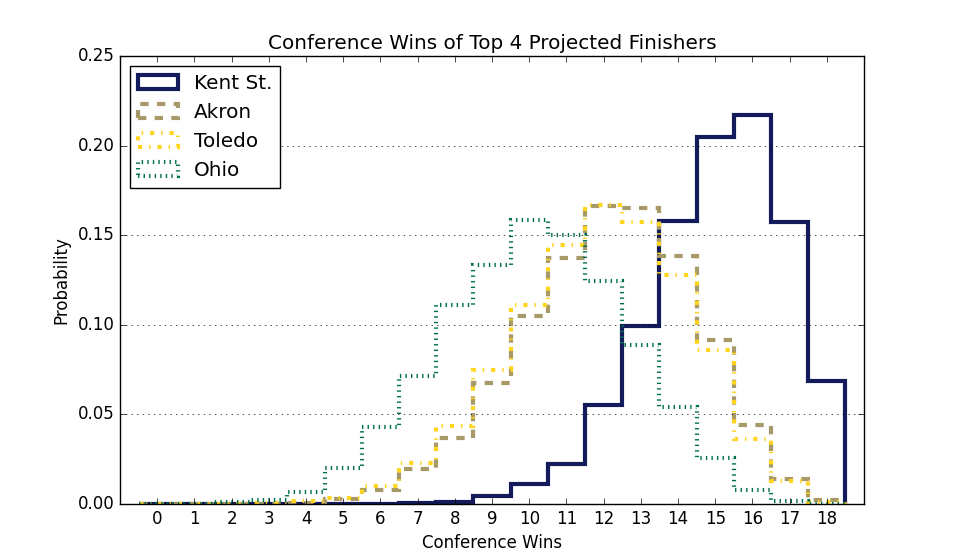 Conference Wins of Top 4 Projected Finishers
Kent St.
Akron
Toledo
Ohio
0.25
0.20
0.15
0.10
0.05
0.00
Probability
0 1 2 3 4 5 6 7 8 9 10 11 12 13 14 15 16 17 18
Conference Wins